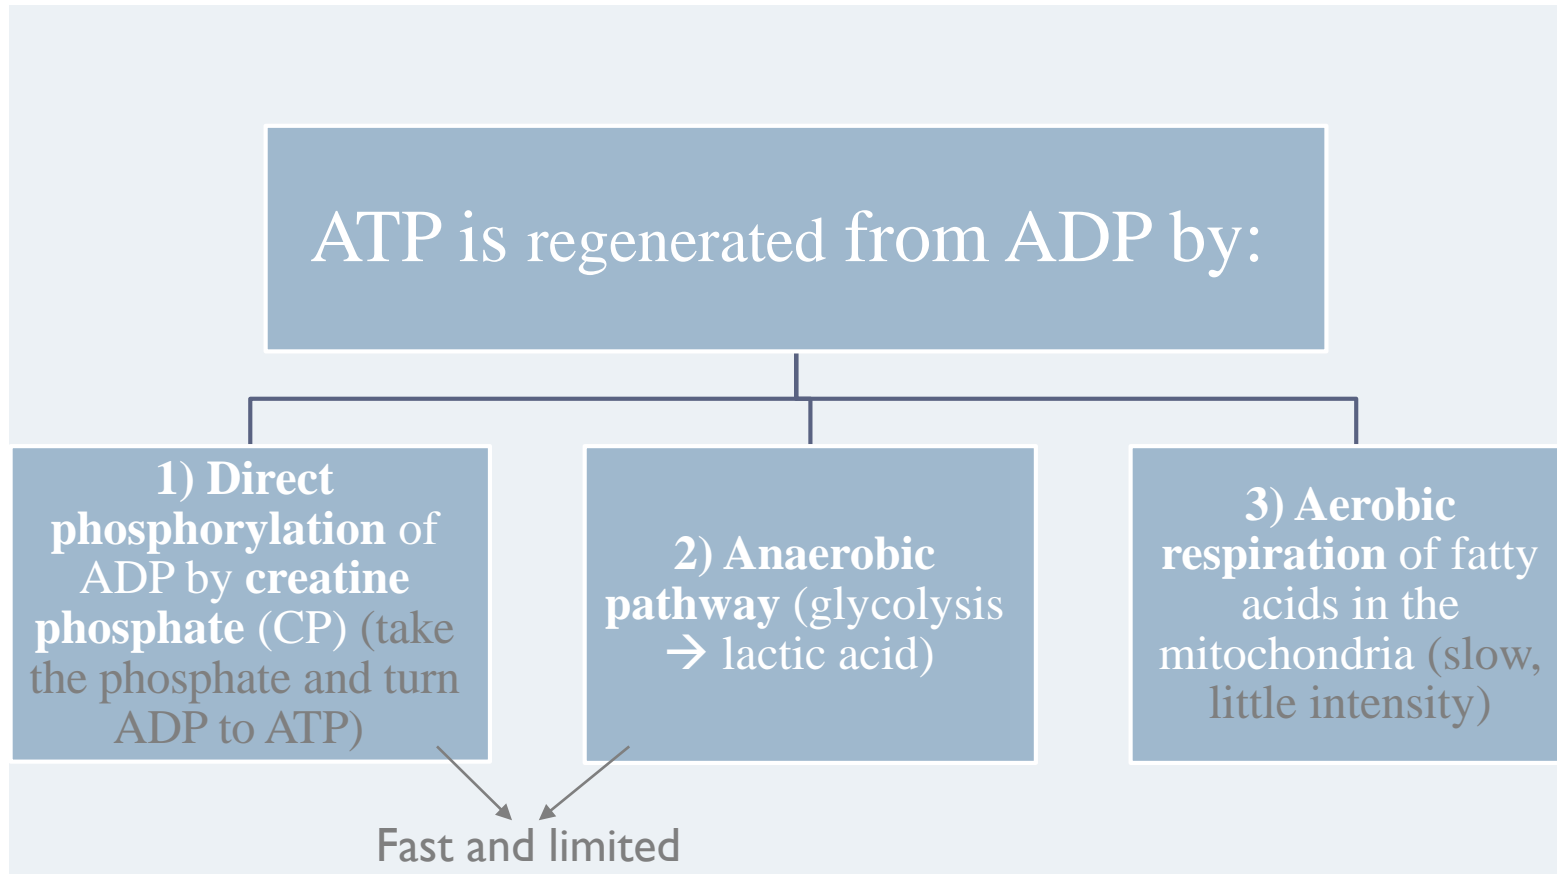 ATP is regenerated from ADP by:
1) Direct
phosphorylation of
ADP by creatine
phosphate (CP) (take
the phosphate and turn
ADP to ATP)
2) Anaerobic
pathway (glycolysis
→ lactic acid)
3) Aerobic
respiration of fatty
acids in the
mitochondria (slow,
little intensity)
Fast and limited